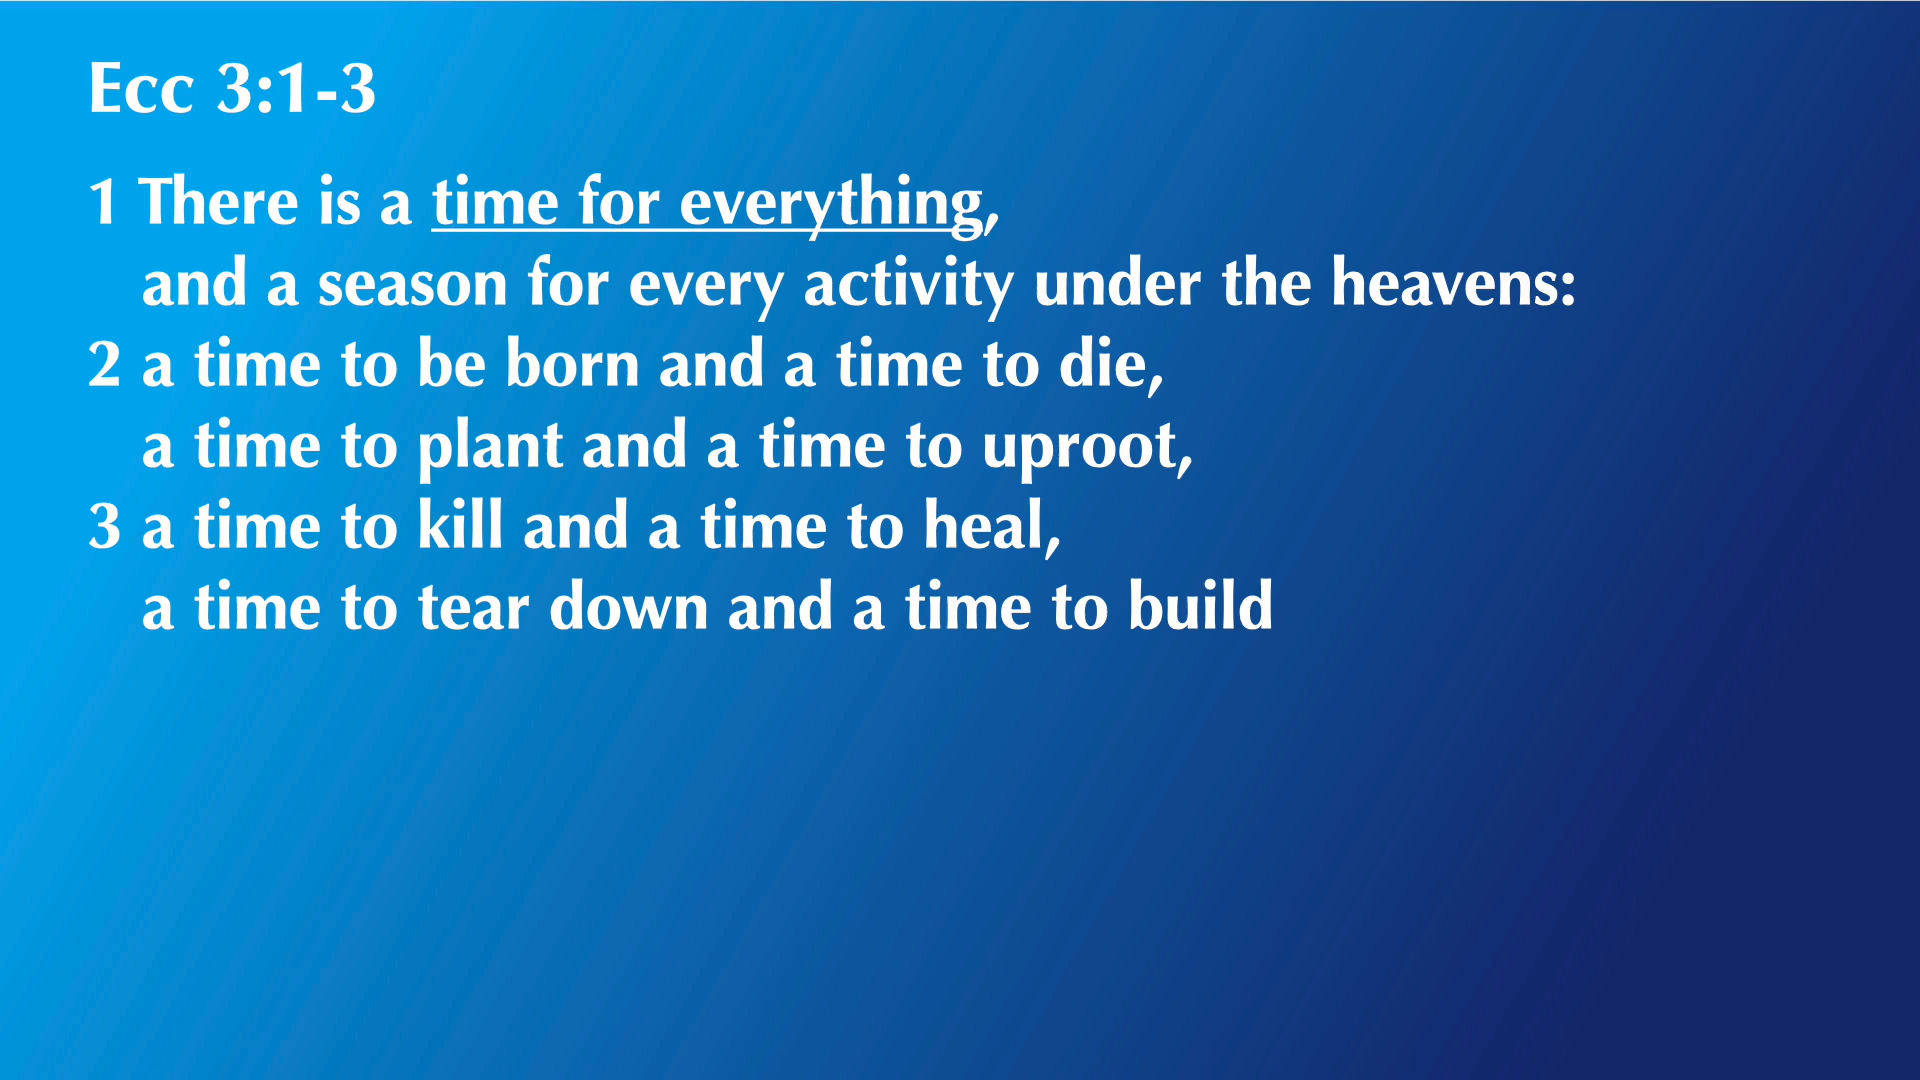 Ecc 3:1-3
1 There is a time for everything,
and a season for every activity under the heavens:
2 a time to be born and a time to die,
a time to plant and a time to uproot,
3 a time to kill and a time to heal,
a time to tear down and a time to build